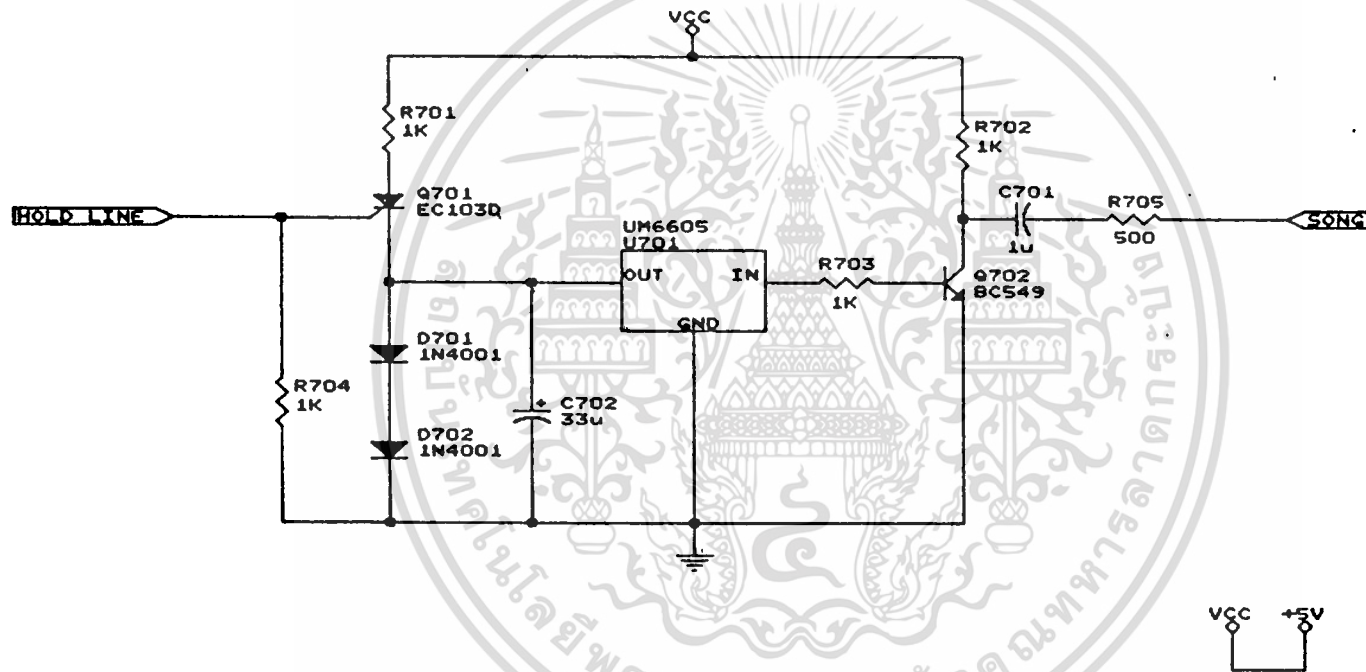 VCC
R701
1K
R702
1K
Q701
EC103D
HOLD LINE
C701
1u
R705
500
SONG
UM6605
U701
OUT
IN
GND
R703
1K
Q702
BC549
D701
1N4001
R704
1K
C702
33u
D702
1N4001
VCC
+5V